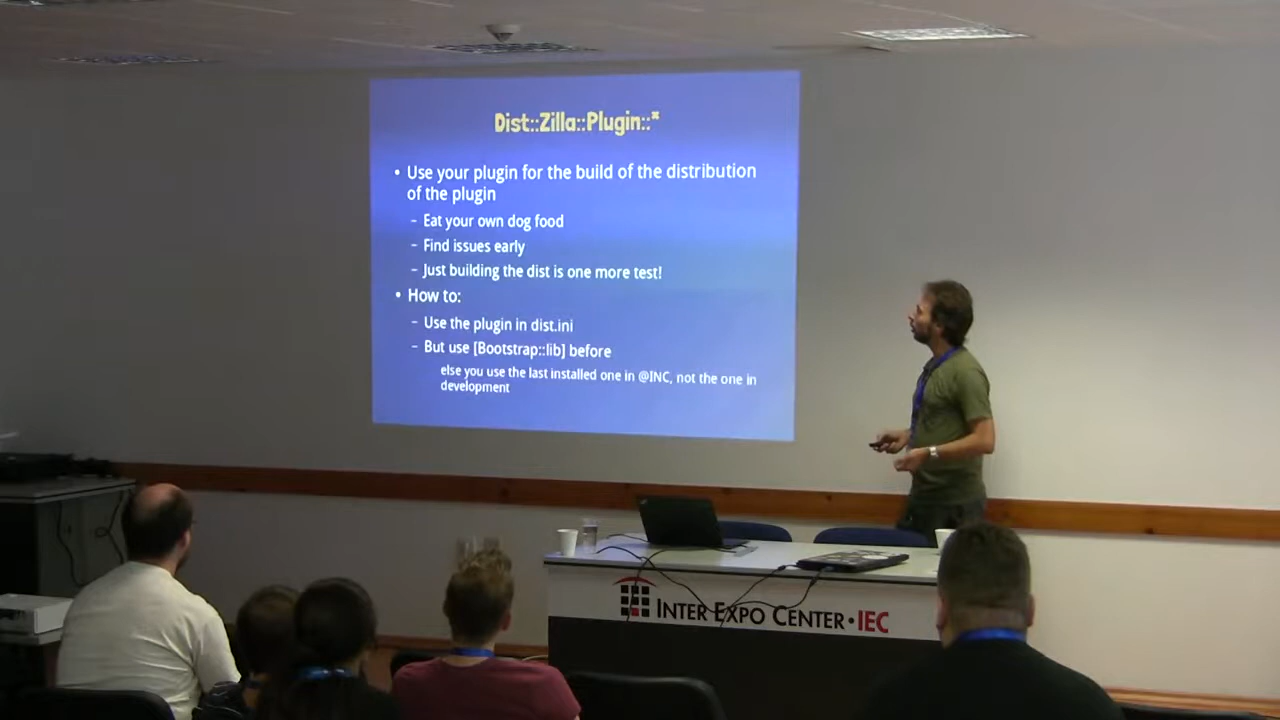 Dist::Zilla::Plugin::*
• Use your plugin for the build of the distribution
of the plugin
– Eat your own dog food
– Find issues early
– Just building the dist is one more test!
• How to:
– Use the plugin in dist.ini
– But use [Bootstrap::lib] before
else you use the last installed one in @INC, not the one in
development
INTER EXPO CENTER • IEC